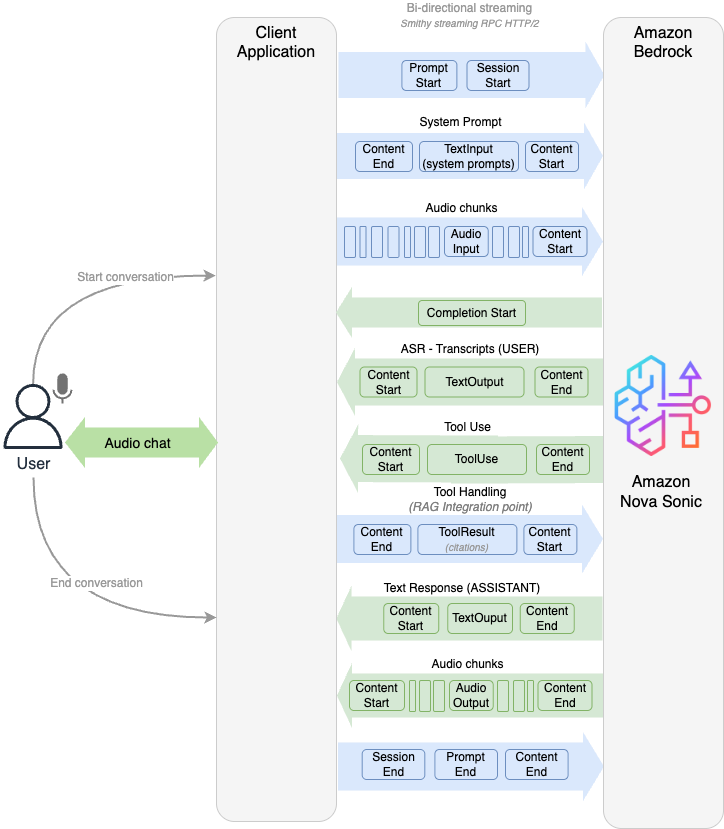 Bi-directional streaming
Smithy streaming RPC HTTP/2
Client
Application
Amazon
Bedrock
Prompt
Start
Session
Start
System Prompt
Content
End
TextInput
(system prompts)
Content
Start
Audio chunks
Audio
Input
Content
Start
Start conversation
Completion Start
ASR - Transcripts (USER)
Content
Start
TextOutput
Content
End
Tool Use
Audio chat
Content
Start
ToolUse
Content
End
User
Amazon
Nova Sonic
Tool Handling
(RAG Integration point)
Content
End
ToolResult
(citations)
Content
Start
End conversation
Text Response (ASSISTANT)
Content
Start
TextOuput
Content
End
Audio chunks
Content
Start
Audio
Output
Content
End
Session
End
Prompt
End
Content
End